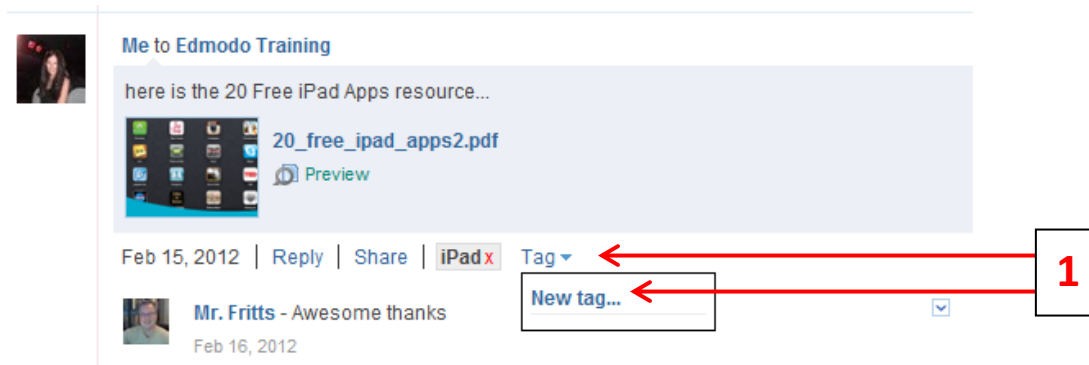 Me to Edmodo Training
here is the 20 Free iPad Apps resource...
20_free_ipad_apps2.pdf
Preview
Feb 15, 2012 | Reply | Share | iPad x Tag
New tag...
1
Mr. Fritts - Awesome thanks
Feb 16, 2012